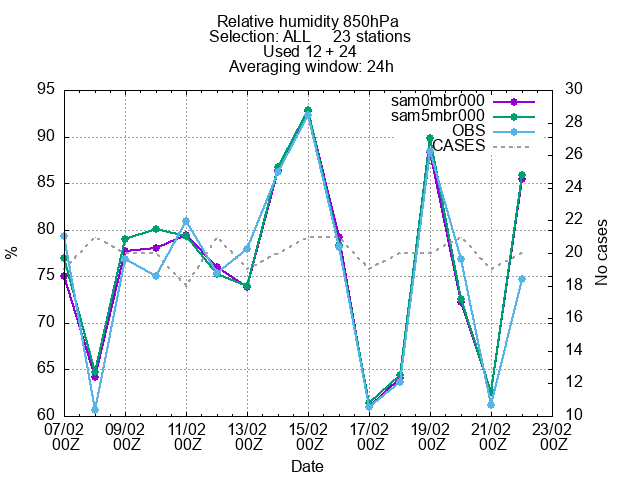 Relative humidity 850hPa
Selection: ALL 23 stations
Used 12 + 24
Averaging window: 24h
sam0mbr000
sam5mbr000
OBS
CASES
%
95
90
85
80
75
70
65
60
No cases
30
28
26
24
22
20
18
16
14
12
10
07/02 09/02 11/02 13/02 15/02 17/02 19/02 21/02 23/02
00Z 00Z 00Z 00Z 00Z 00Z 00Z 00Z 00Z
Date